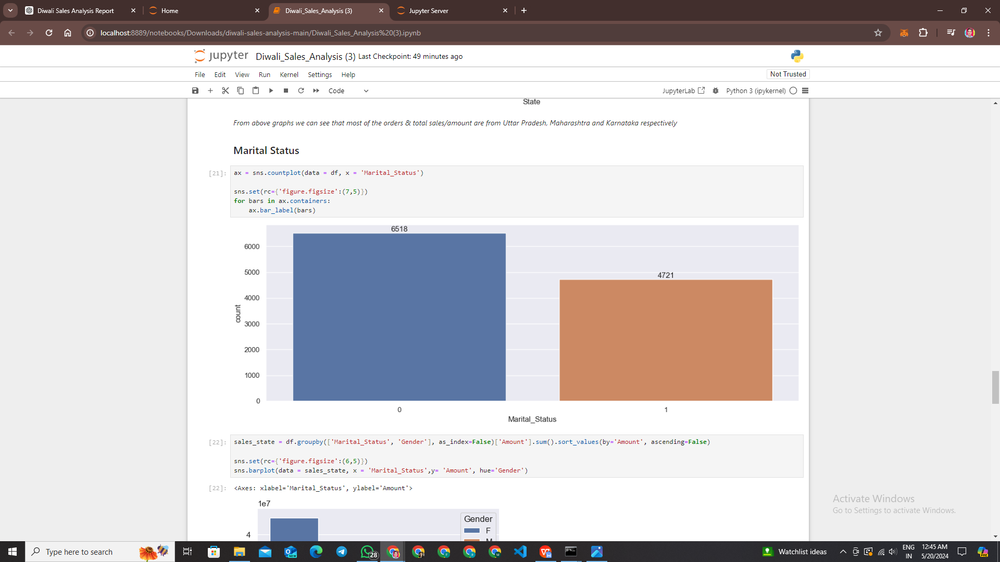 Diwali Sales Analysis Report
Home
Diwali_Sales_Analysis (3)
Jupyter Server
localhost:8889/notebooks/Downloads/diwali-sales-analysis-main/Diwali_Sales_Analysis%20(3).ipynb
jupyter Diwali_Sales_Analysis (3) Last Checkpoint: 49 minutes ago
File Edit View Run Kernel Settings Help
Not Trusted
Code
JupyterLab
Python 3 (ipykernel)
State
From above graphs we can see that most of the orders & total sales/amount are from Uttar Pradesh, Maharashtra and Karnataka respectively
Marital Status
[21]:
ax = sns.countplot(data = df, x = 'Marital_Status')
sns.set(rc={'figure.figsize':(7,5)})
for bars in ax.containers:
    ax.bar_label(bars)
6518
6000
5000
4721
4000
count
3000
2000
1000
0
0 1
Marital_Status
[22]:
sales_state = df.groupby(['Marital_Status', 'Gender'], as_index=False)['Amount'].sum().sort_values(by='Amount', ascending=False)
sns.set(rc={'figure.figsize':(6,5)})
sns.barplot(data = sales_state, x = 'Marital_Status',y= 'Amount', hue='Gender')
[22]:
<Axes: xlabel='Marital_Status', ylabel='Amount'>
1e7
Gender
F
4
M
Activate Windows
Go to Settings to activate Windows.
Type here to search
NEW
28
Watchlist ideas
ENG
IN
12:45 AM
5/20/2024
PRE